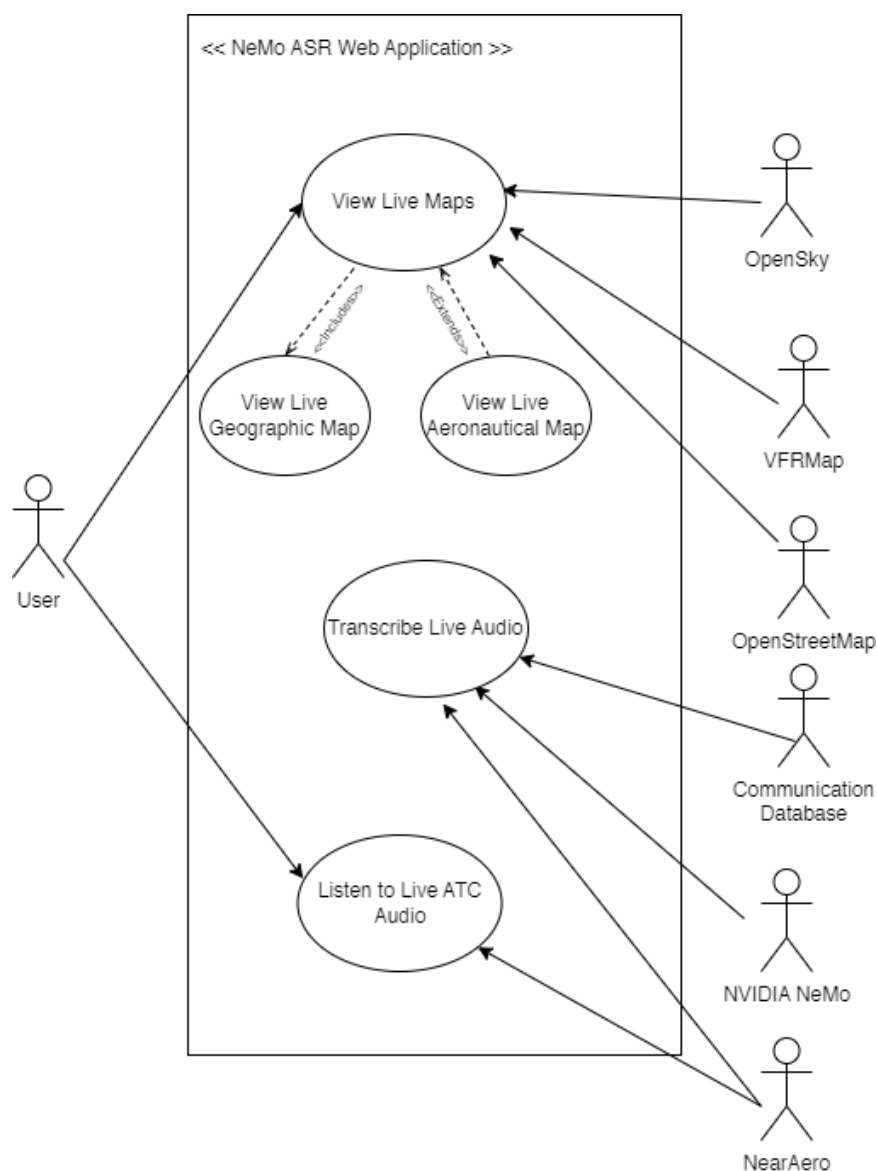 << NeMo ASR Web Application >>
View Live Maps
OpenSky
<<Includes>>
<<Extends>>
View Live
Geographic Map
View Live
Aeronautical Map
VFRMap
User
Transcribe Live Audio
OpenStreetMap
Communication
Database
Listen to Live ATC
Audio
NVIDIA NeMo
NearAero